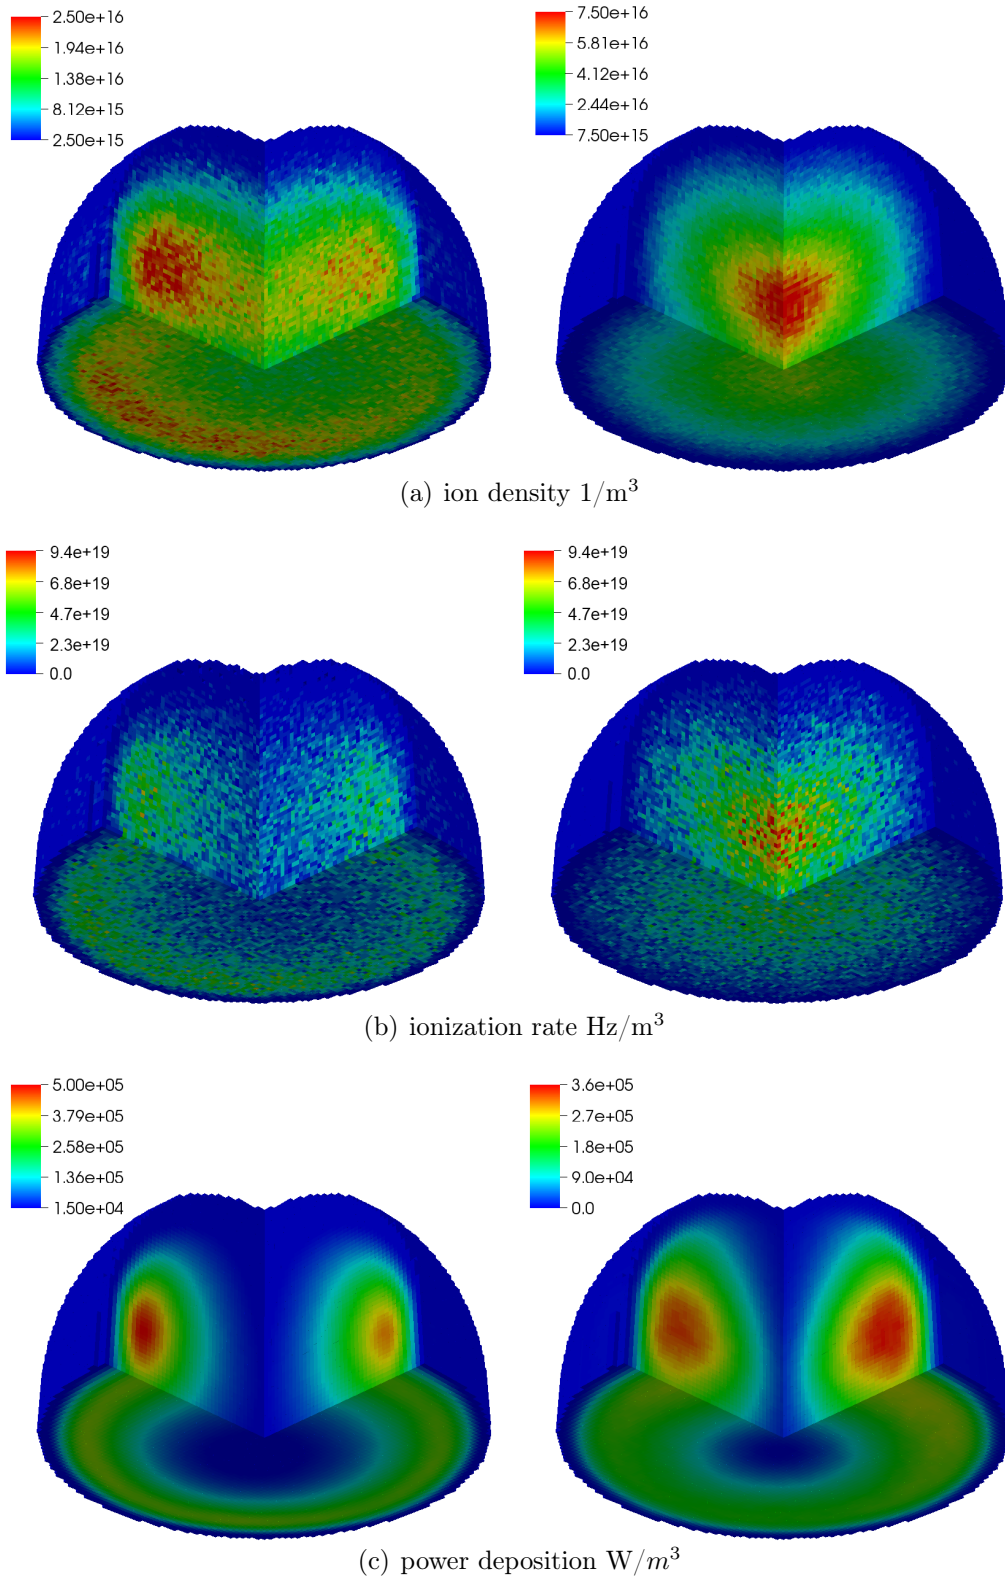 2.50e+16
1.94e+16
1.38e+16
8.12e+15
2.50e+15
7.50e+16
5.81e+16
4.12e+16
2.44e+16
7.50e+15
(a) ion density 1/m³
9.4e+19
6.8e+19
4.7e+19
2.3e+19
0.0
9.4e+19
6.8e+19
4.7e+19
2.3e+19
0.0
(b) ionization rate Hz/m³
5.00e+05
3.79e+05
2.58e+05
1.36e+05
1.50e+04
3.6e+05
2.7e+05
1.8e+05
9.0e+04
0.0
(c) power deposition W/m³